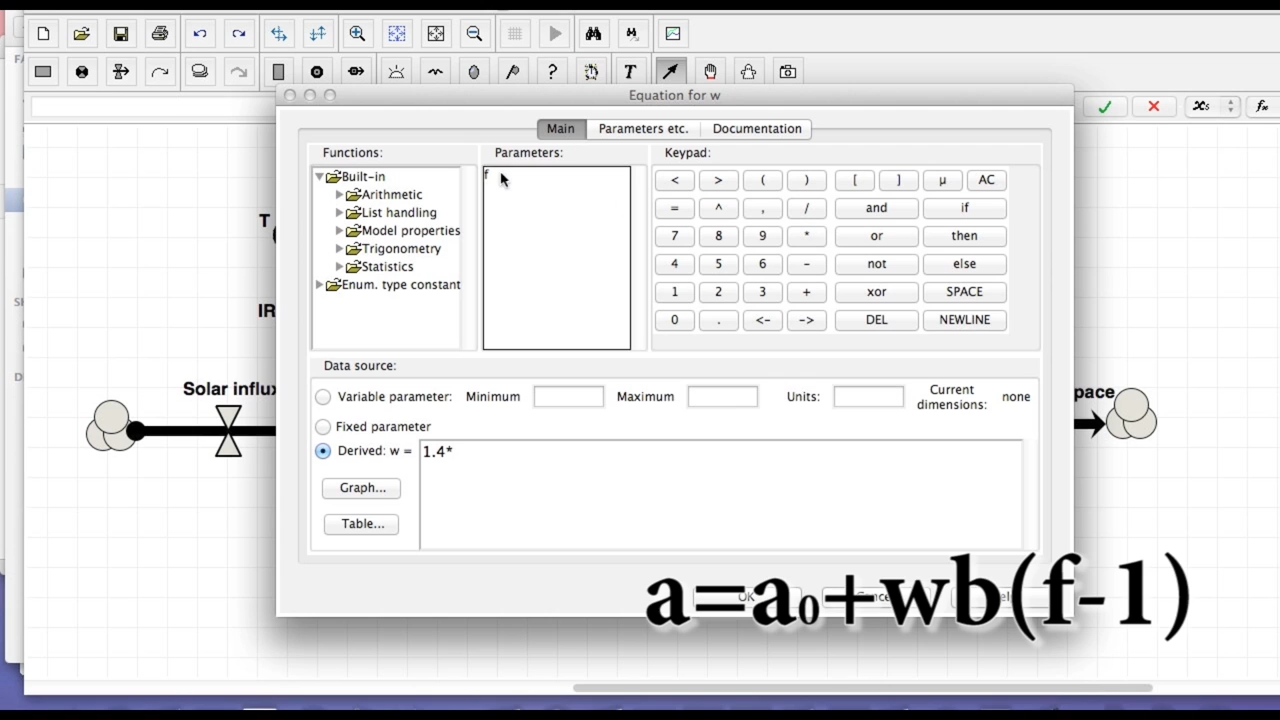 T
?
Equation for w
Main Parameters etc. Documentation
Functions: Parameters: Keypad:
Built-in
Arithmetic
List handling
Model properties
Trigonometry
Statistics
Enum. type constant
f
< > ( ) [ ] μ AC
= ^ , / and if
7 8 9 * or then
4 5 6 - not else
1 2 3 + xor SPACE
0 . <- -> DEL NEWLINE
T
IR
Solar influx
pace
Data source:
Variable parameter: Minimum Maximum Units: Current dimensions: none
Fixed parameter
Derived: w = 1.4*
Graph...
Table...
OK
a=a₀+wb(f-1)